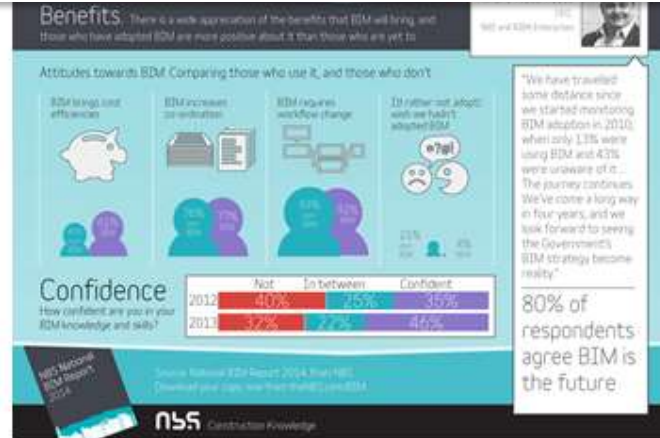 Benefits. There is a wide appreciation of the benefits that BIM will bring, and
those who have adopted BIM are more positive about it than those who are yet to
NBS and RIBA Enterprises
Attitudes towards BIM: Comparing those who use it, and those who don't
BIM brings cost
efficiencies
BIM increases
co-ordination
BIM requires
workflow change
I'd rather not adopt/
wish we hadn't
adopted BIM
o?@!
77%
Confidence
How confident are you in your
BIM knowledge and skills?
Not In between Confident
2012 40% 25% 35%
2013 32% 22% 46%
"We have travelled
some distance since
we started monitoring
BIM adoption in 2010;
when only 13% were
using BIM and 43%
were unaware of it...
The journey continues.
We've come a long way
in four years, and we
look forward to seeing
the Government's
BIM strategy become
reality."
80% of
respondents
agree BIM is
the future
NBS National
BIM Report
2014
Source: National BIM Report 2014, from NBS
Download your copy now from theNBS.com/BIM
nbs Construction Knowledge